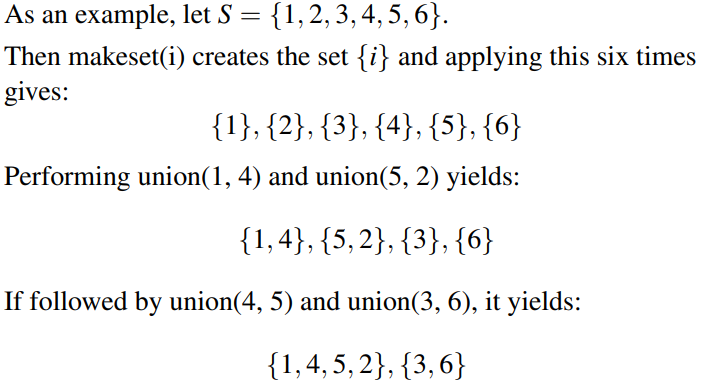 As an example, let S = {1, 2, 3, 4, 5, 6}.
Then makeset(i) creates the set {i} and applying this six times
gives:
{1}, {2}, {3}, {4}, {5}, {6}
Performing union(1, 4) and union(5, 2) yields:
{1, 4}, {5, 2}, {3}, {6}
If followed by union(4, 5) and union(3, 6), it yields:
{1, 4, 5, 2}, {3, 6}